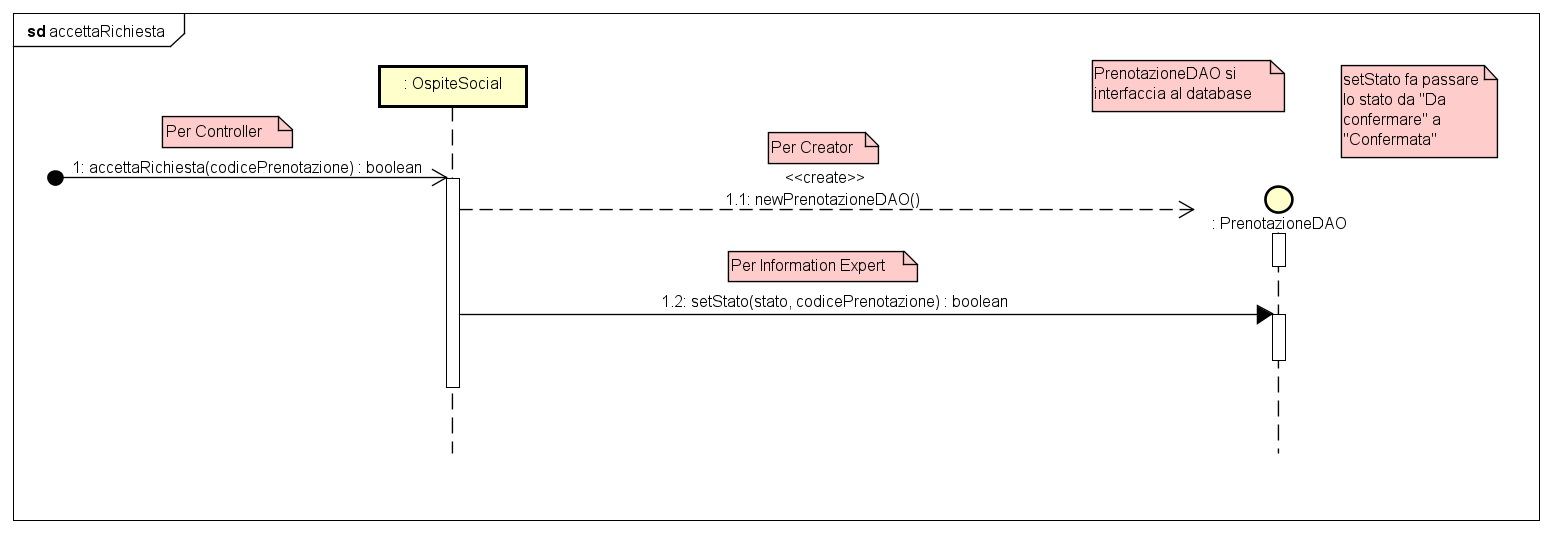 sd accettaRichiesta
: OspiteSocial
PrenotazioneDAO si
interfaccia al database
setStato fa passare
lo stato da "Da
confermare" a
"Confermata"
Per Controller
1: accettaRichiesta(codicePrenotazione) : boolean
Per Creator
<<create>>
1.1: newPrenotazioneDAO()
: PrenotazioneDAO
Per Information Expert
1.2: setStato(stato, codicePrenotazione) : boolean